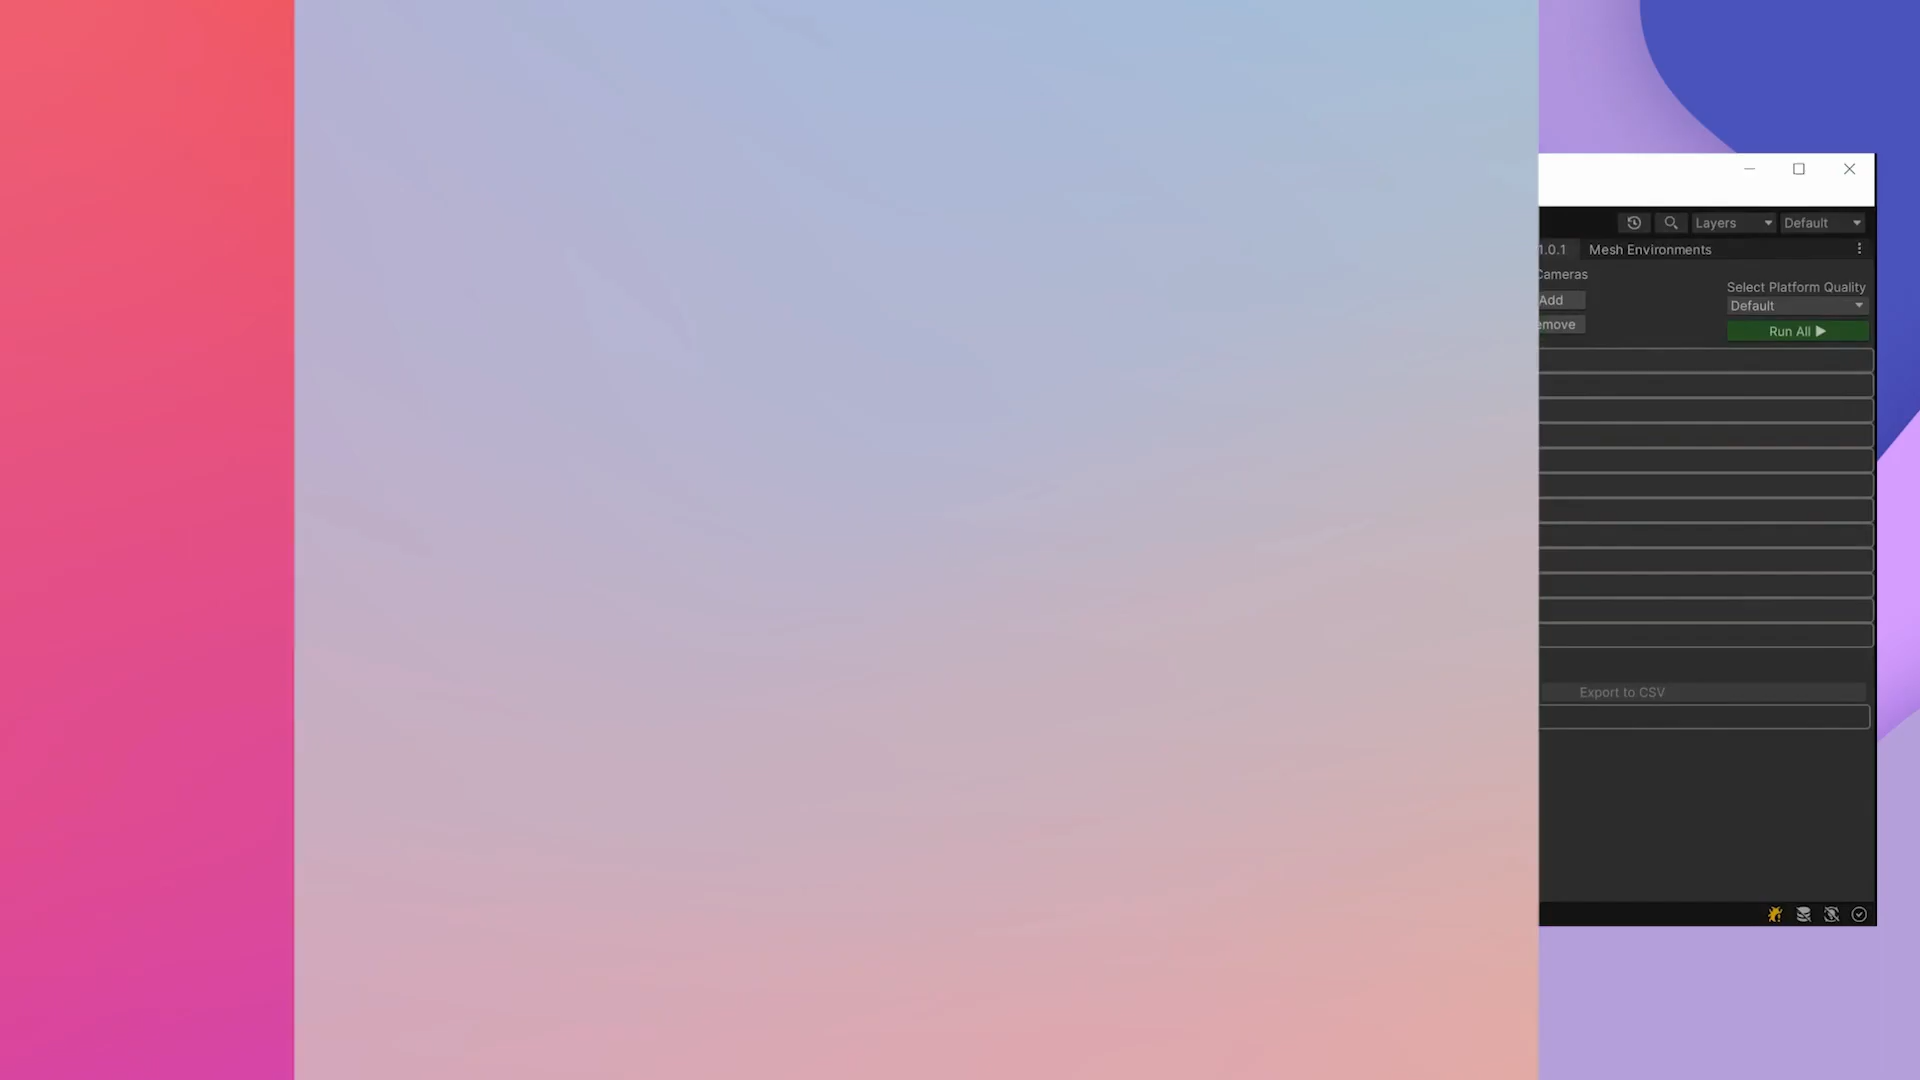 Layers
Default
1.0.1
Mesh Environments
Cameras
Select Platform Quality
Add
Default
emove
Run All
Export to CSV